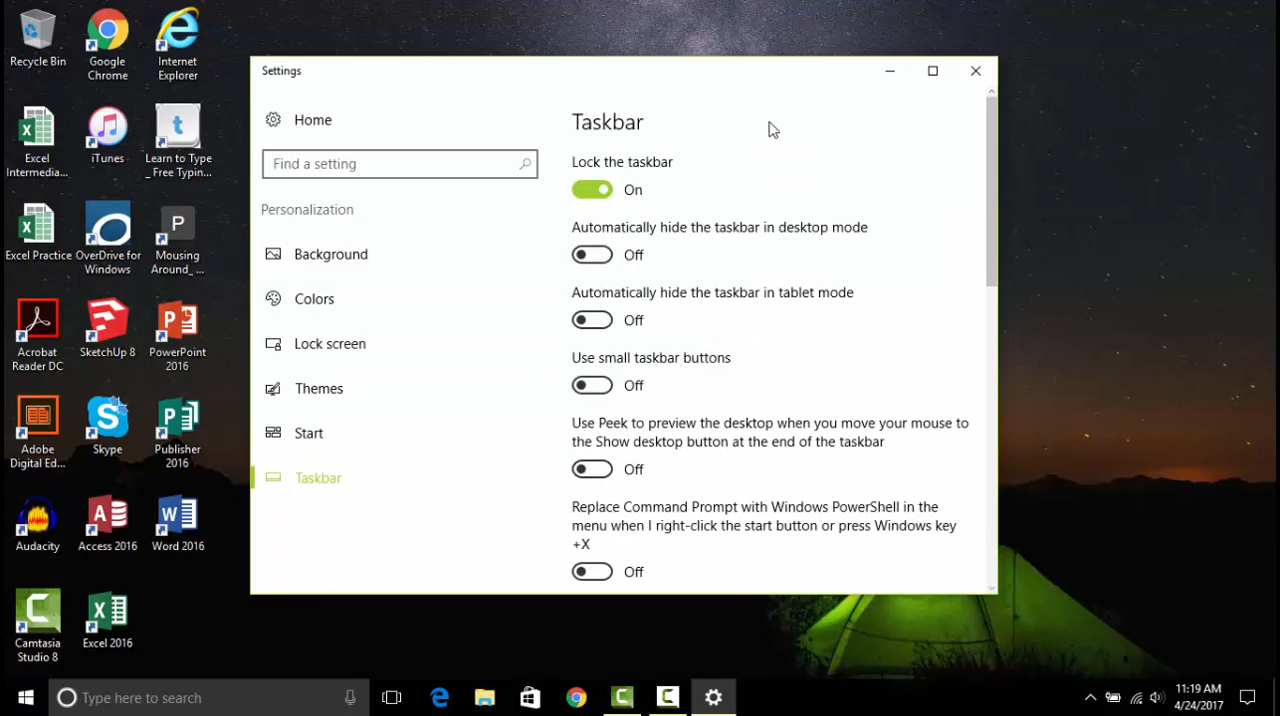 Recycle Bin
Google
Chrome
Internet
Explorer
Excel
Intermedia...
iTunes
Learn to Type
_ Free Typin...
Excel Practice
OverDrive for
Windows
P
Mousing
Around_ ...
Acrobat
Reader DC
SketchUp 8
PowerPoint
2016
Adobe
Digital Ed...
Skype
Publisher
2016
Audacity
Access 2016
Word 2016
Camtasia
Studio 8
Excel 2016
Settings
Home
Find a setting
Personalization
Background
Colors
Lock screen
Themes
Start
Taskbar
Taskbar
Lock the taskbar
On
Automatically hide the taskbar in desktop mode
Off
Automatically hide the taskbar in tablet mode
Off
Use small taskbar buttons
Off
Use Peek to preview the desktop when you move your mouse to
the Show desktop button at the end of the taskbar
Off
Replace Command Prompt with Windows PowerShell in the
menu when I right-click the start button or press Windows key
+X
Off
Type here to search
11:19 AM
4/24/2017